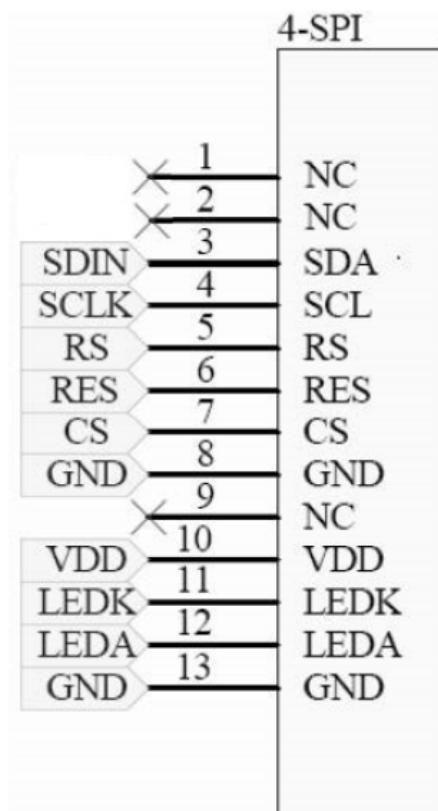 4-SPI
1 NC
2 NC
SDIN 3 SDA
SCLK 4 SCL
RS 5 RS
RES 6 RES
CS 7 CS
GND 8 GND
9 NC
VDD 10 VDD
LEDK 11 LEDK
LEDA 12 LEDA
GND 13 GND